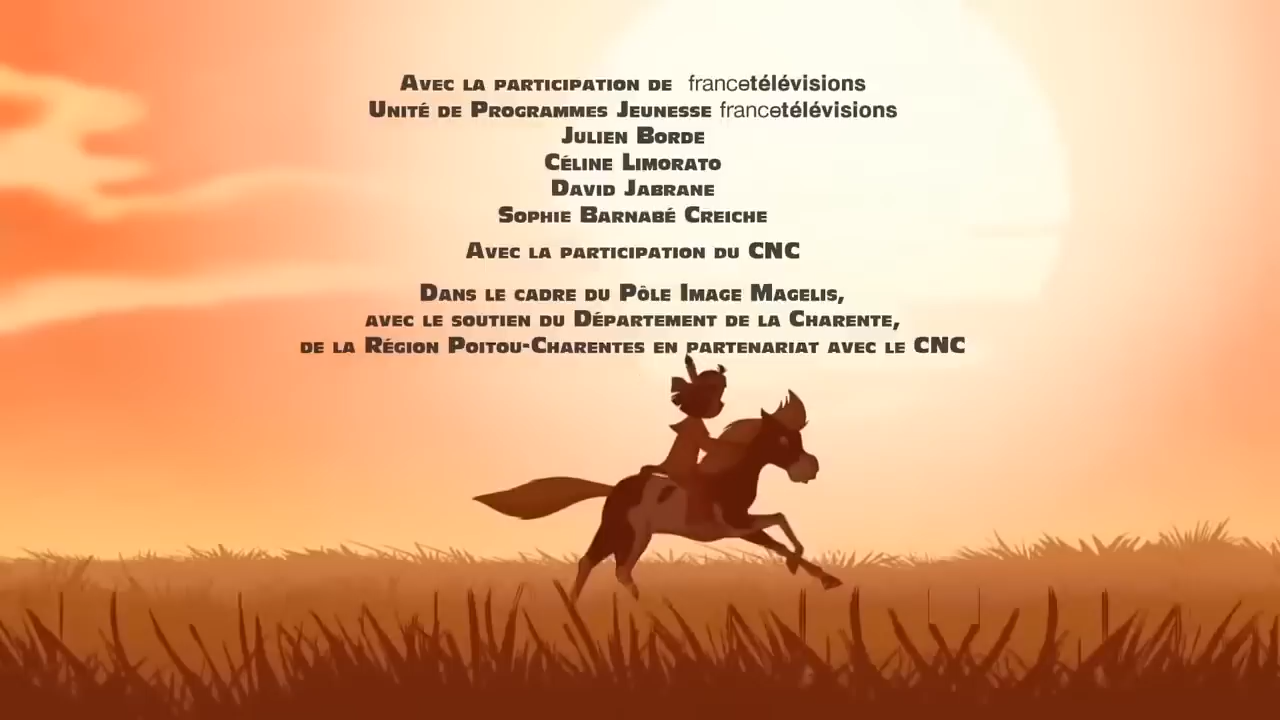 Avec la participation de francetélévisions
Unité de Programmes Jeunesse francetélévisions
Julien Borde
Céline Limorato
David Jabrane
Sophie Barnabé Creiche
Avec la participation du CNC
Dans le cadre du Pôle Image Magelis,
avec le soutien du Département de la Charente,
de la Région Poitou-Charentes en partenariat avec le CNC